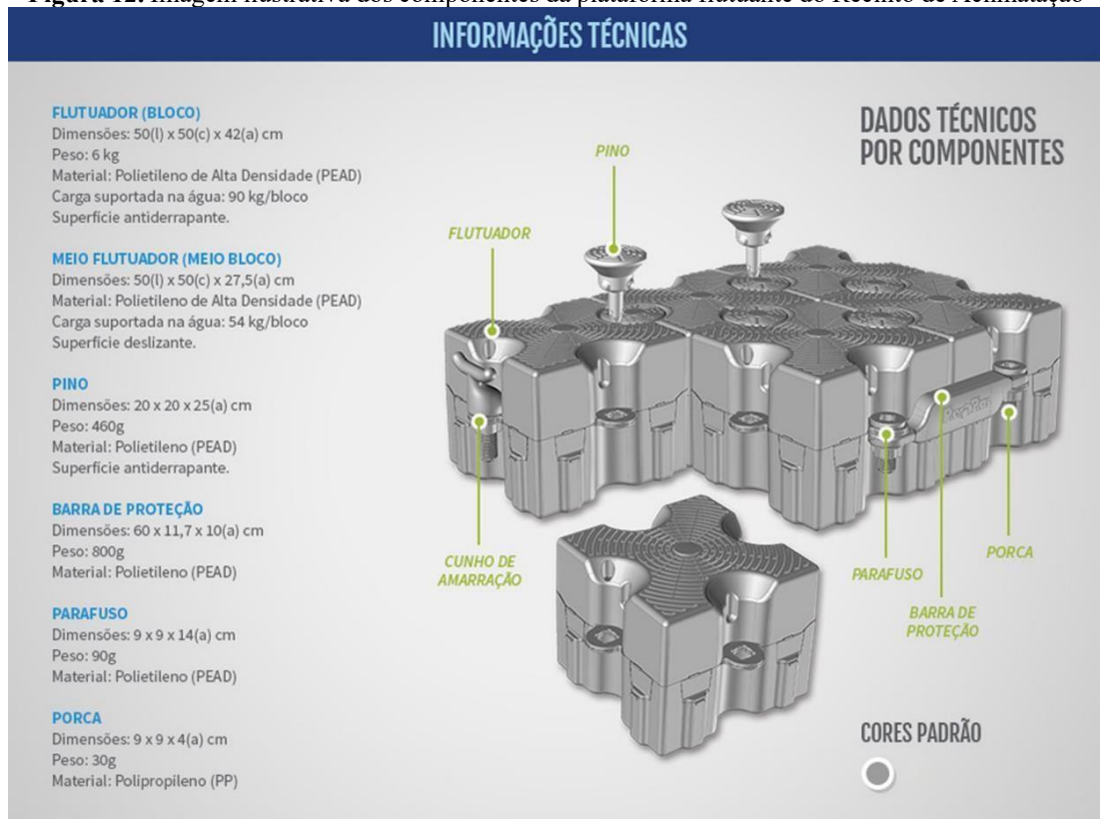 Figura 12. Imagem ilustrativa dos componentes da plataforma flutuante do Recinto de Aclimatação
INFORMAÇÕES TÉCNICAS
FLUTUADOR (BLOCO)
Dimensões: 50(l) x 50(c) x 42(a) cm
Peso: 6 kg
Material: Polietileno de Alta Densidade (PEAD)
Carga suportada na água: 90 kg/bloco
Superfície antiderrapante.
MEIO FLUTUADOR (MEIO BLOCO)
Dimensões: 50(l) x 50(c) x 27,5(a) cm
Material: Polietileno de Alta Densidade (PEAD)
Carga suportada na água: 54 kg/bloco
Superfície deslizante.
PINO
Dimensões: 20 x 20 x 25(a) cm
Peso: 460g
Material: Polietileno (PEAD)
Superfície antiderrapante.
BARRA DE PROTEÇÃO
Dimensões: 60 x 11,7 x 10(a) cm
Peso: 800g
Material: Polietileno (PEAD)
PARAFUSO
Dimensões: 9 x 9 x 14(a) cm
Peso: 90g
Material: Polietileno (PEAD)
PORCA
Dimensões: 9 x 9 x 4(a) cm
Peso: 30g
Material: Polipropileno (PP)
DADOS TÉCNICOS
POR COMPONENTES
PINO
FLUTUADOR
CUNHO DE
AMARRAÇÃO
PARAFUSO
BARRA DE
PROTEÇÃO
PORCA
CORES PADRÃO